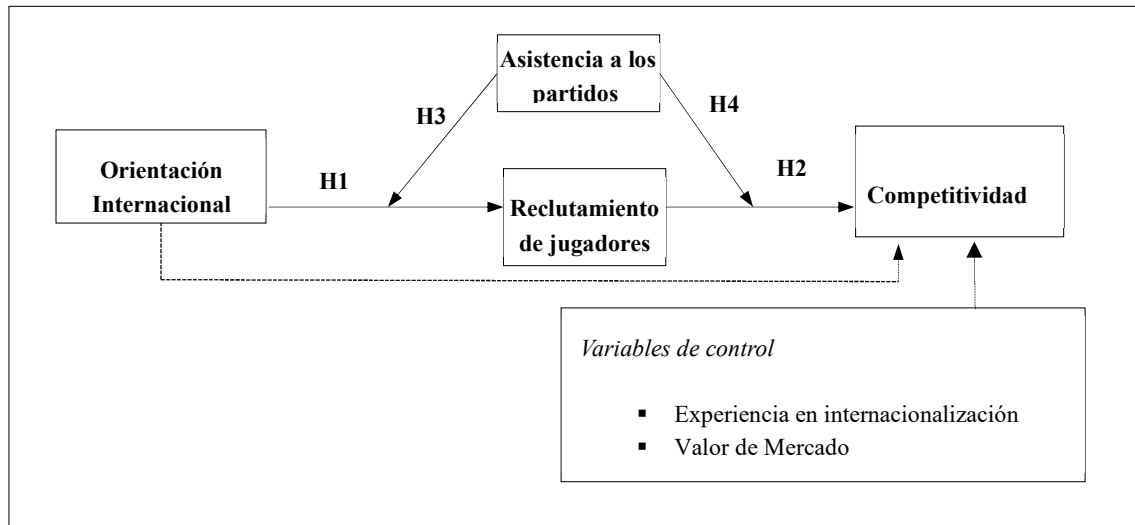 Asistencia a los
partidos
H3
H4
Orientación
Internacional
H1
H2
Competitividad
Reclutamiento
de jugadores
Variables de control
▪ Experiencia en internacionalización
▪ Valor de Mercado